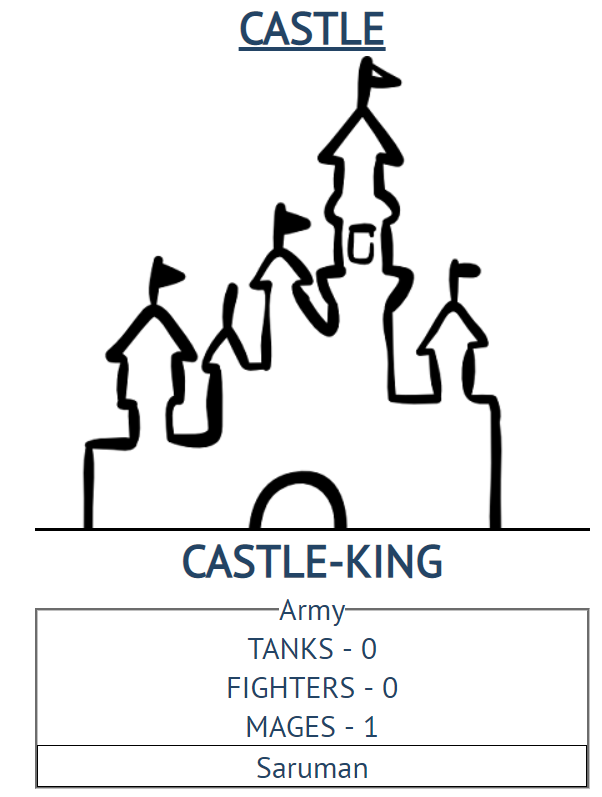 CASTLE
CASTLE-KING
Army
TANKS - 0
FIGHTERS - 0
MAGES - 1
Saruman